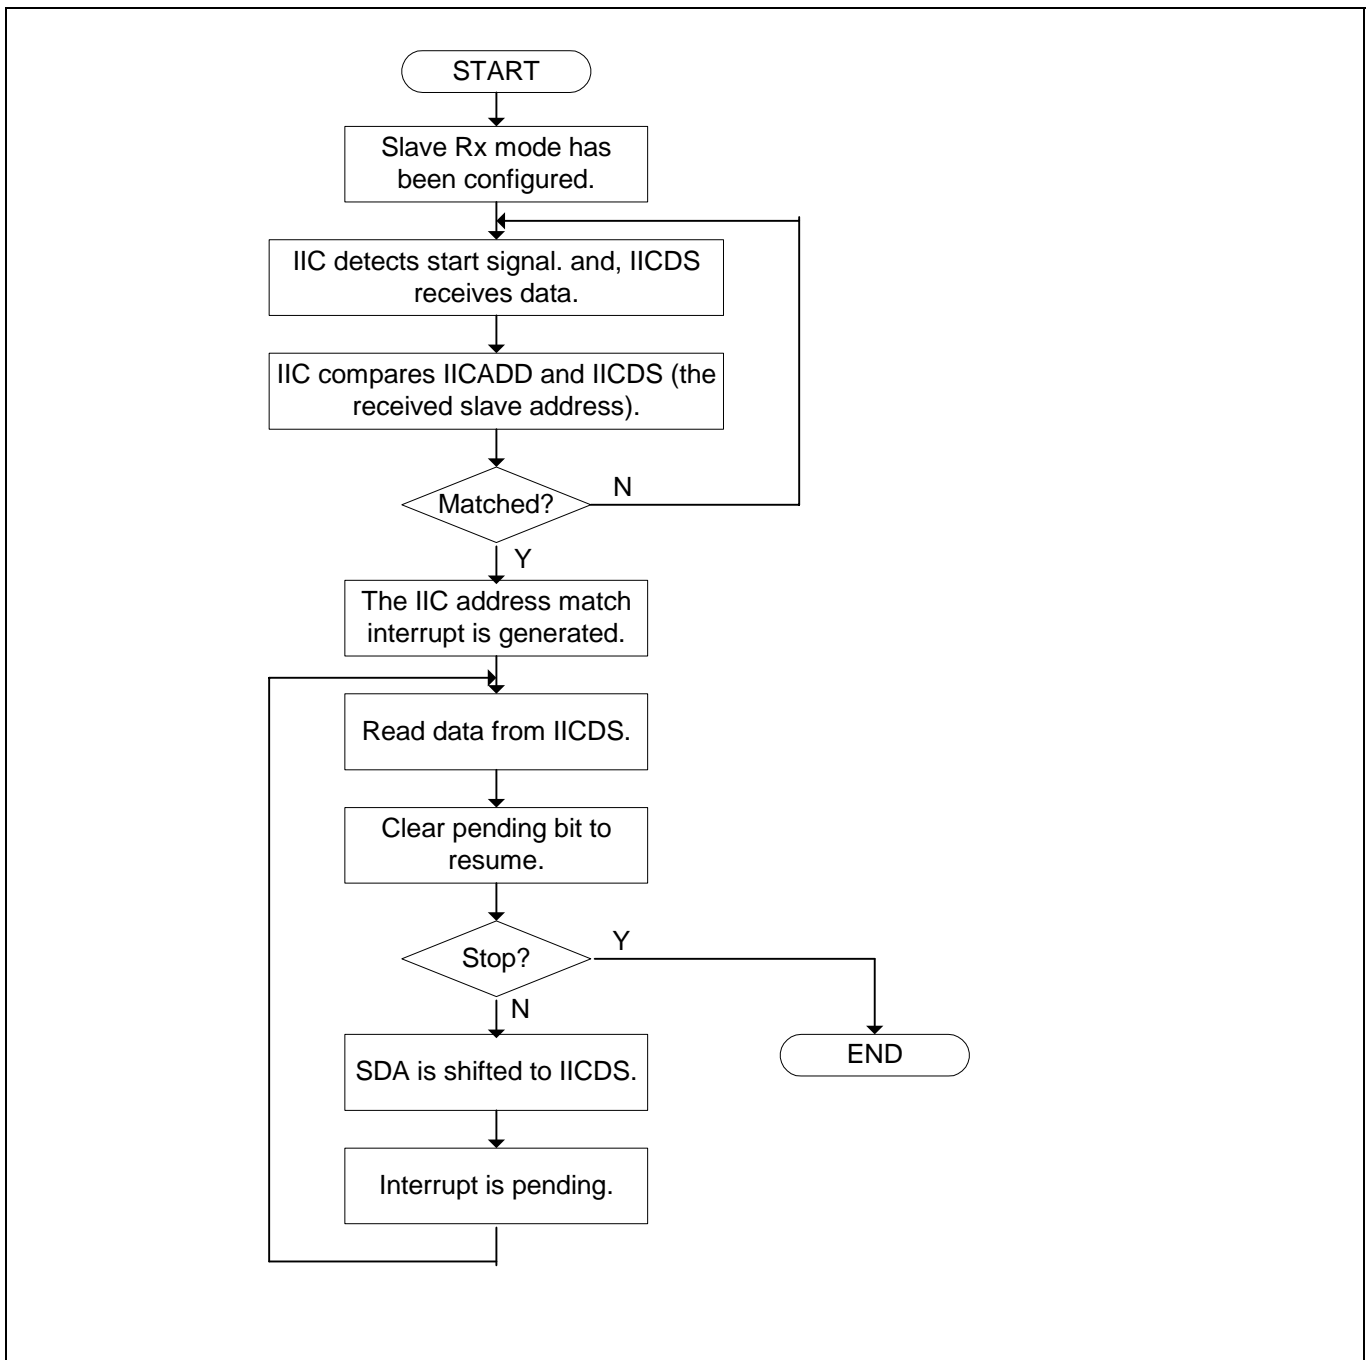 START
Slave Rx mode has
been configured.
IIC detects start signal. and, IICDS
receives data.
IIC compares IICADD and IICDS (the
received slave address).
Matched?
N
Y
The IIC address match
interrupt is generated.
Read data from IICDS.
Clear pending bit to
resume.
Stop?
Y
N
SDA is shifted to IICDS.
END
Interrupt is pending.